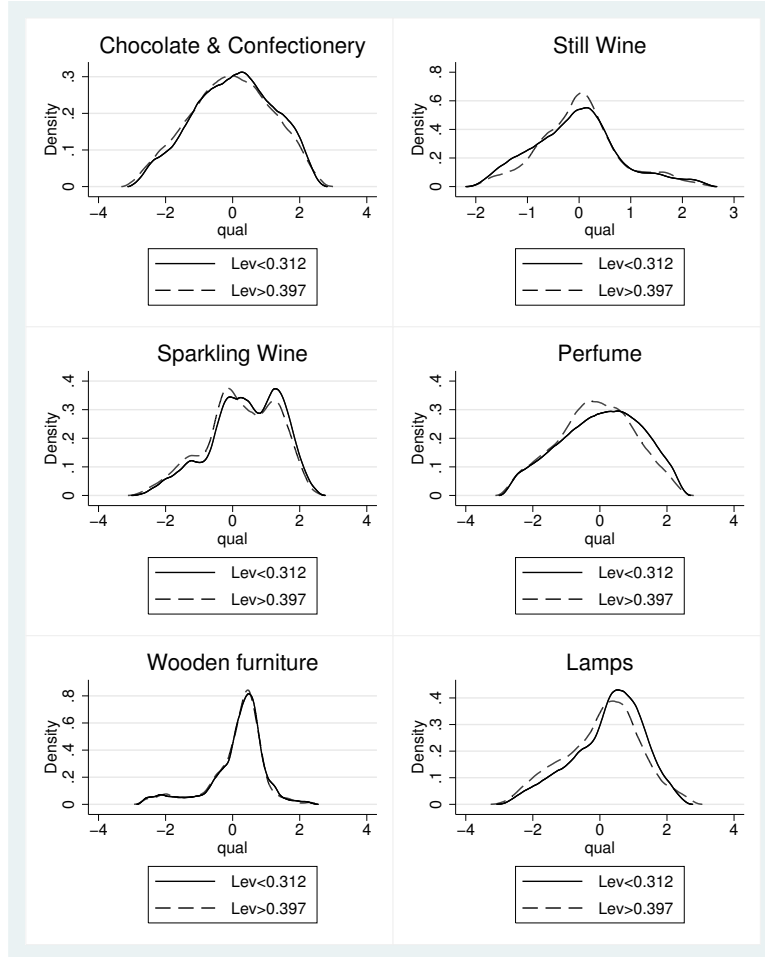 Chocolate & Confectionery
Density
0 .1 .2 .3
−4 −2 0 2 4
qual
Lev<0.312
Lev>0.397
Still Wine
Density
0 .2 .4 .6 .8
−2 −1 0 1 2 3
qual
Lev<0.312
Lev>0.397
Sparkling Wine
Density
0 .1 .2 .3 .4
−4 −2 0 2 4
qual
Lev<0.312
Lev>0.397
Perfume
Density
0 .1 .2 .3 .4
−4 −2 0 2 4
qual
Lev<0.312
Lev>0.397
Wooden furniture
Density
0 .2 .4 .6 .8
−4 −2 0 2 4
qual
Lev<0.312
Lev>0.397
Lamps
Density
0 .1 .2 .3 .4
−4 −2 0 2 4
qual
Lev<0.312
Lev>0.397